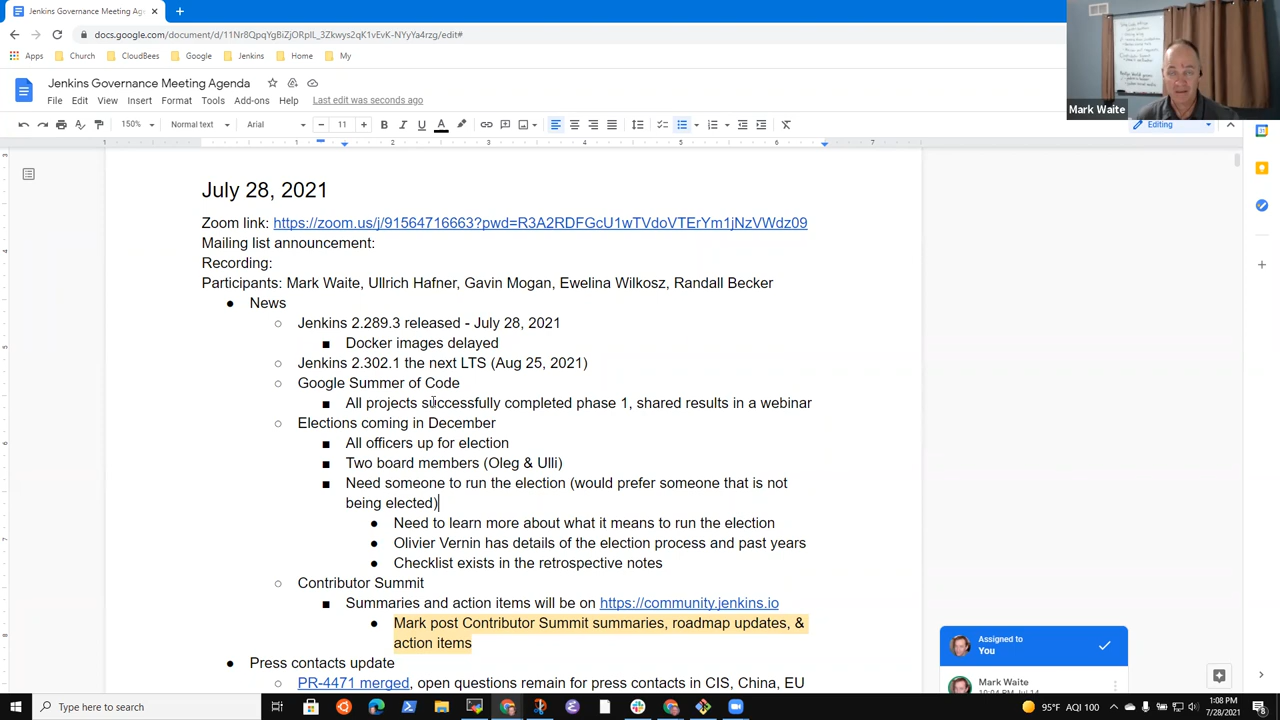 Jenkins Governance Meeting Age
docs.google.com/document/d/11Nr8QpqYgBiZjORpIL_3Zkwys2qK1vEvK-NYyYa4rzg/edit#
Apps Church CloudBees Google Jenkins Home My
Jenkins Governance Meeting Agenda
File Edit View Insert Format Tools Add-ons Help Last edit was seconds ago
150% Normal text Arial 11 Editing
Mark Waite
July 28, 2021
Zoom link: https://zoom.us/j/91564716663?pwd=R3A2RDFGcU1wTVdoVTErYm1jNzVWdz09
Mailing list announcement:
Recording:
Participants: Mark Waite, Ullrich Hafner, Gavin Mogan, Ewelina Wilkosz, Randall Becker
● News
○ Jenkins 2.289.3 released - July 28, 2021
■ Docker images delayed
○ Jenkins 2.302.1 the next LTS (Aug 25, 2021)
○ Google Summer of Code
■ All projects successfully completed phase 1, shared results in a webinar
○ Elections coming in December
■ All officers up for election
■ Two board members (Oleg & Ulli)
■ Need someone to run the election (would prefer someone that is not
being elected)
● Need to learn more about what it means to run the election
● Olivier Vernin has details of the election process and past years
● Checklist exists in the retrospective notes
○ Contributor Summit
■ Summaries and action items will be on https://community.jenkins.io
● Mark post Contributor Summit summaries, roadmap updates, &
action items
● Press contacts update
○ PR-4471 merged, open questions remain for press contacts in CIS, China, EU
Assigned to
You
Mark Waite
10:04 PM Jul 14
Type here to search
95°F AQI 100
1:08 PM
7/28/2021